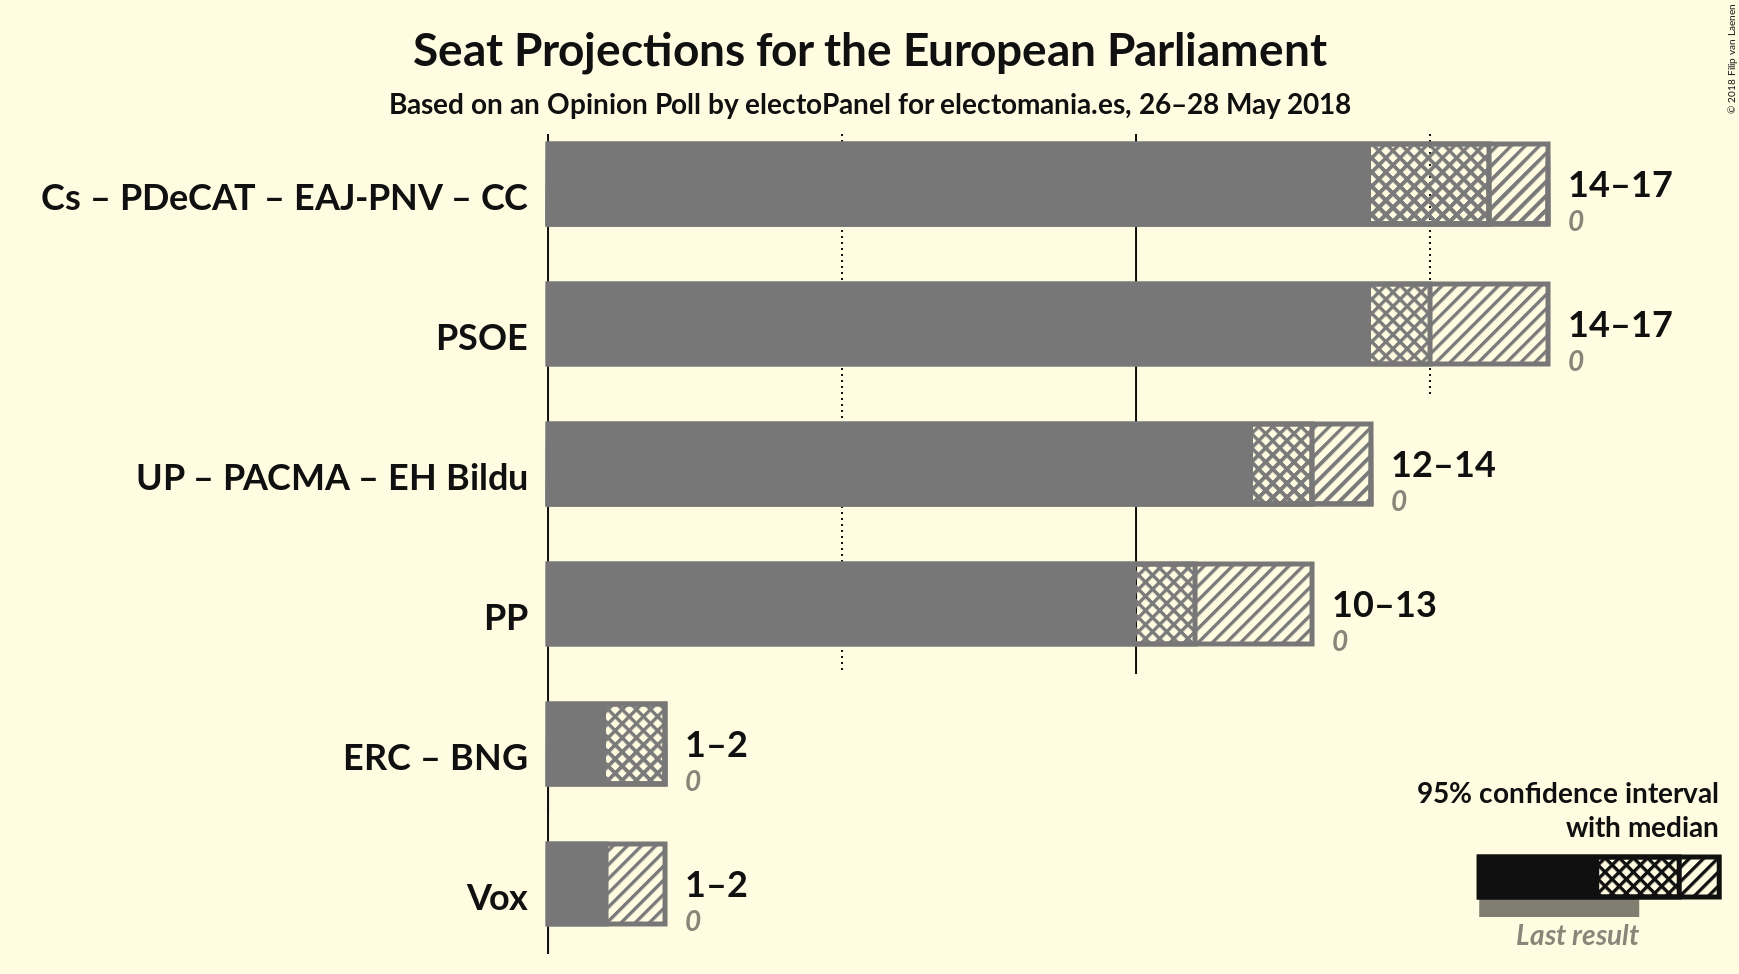 Seat Projections for the European Parliament
Based on an Opinion Poll by electoPanel for electomania.es, 26–28 May 2018
© 2018 Filip van Laenen
Cs – PDeCAT – EAJ-PNV – CC
14–17
0
PSOE
14–17
0
UP – PACMA – EH Bildu
12–14
0
PP
10–13
0
ERC – BNG
1–2
0
Vox
1–2
0
95% confidence interval
with median
Last result